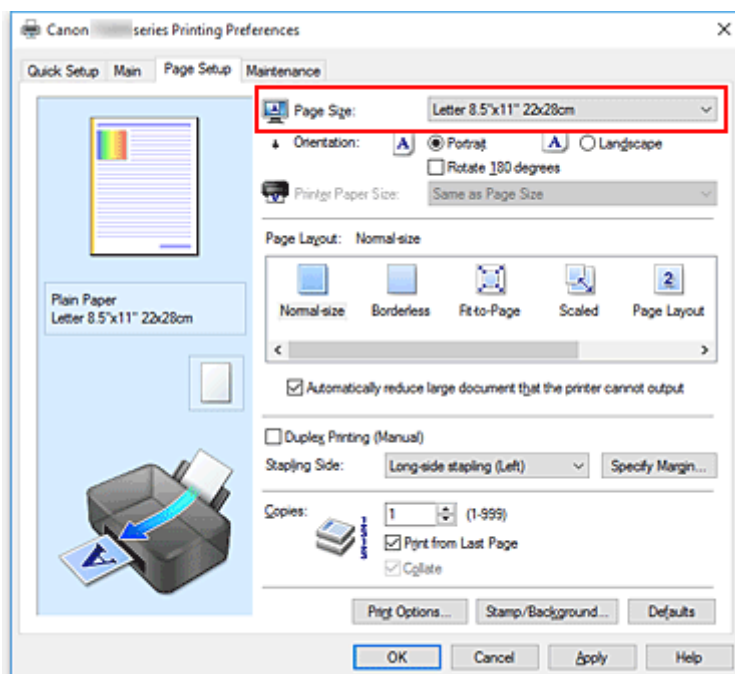 Canon series Printing Preferences
Quick Setup Main Page Setup Maintenance
Page Size: Letter 8.5"x11" 22x28cm
Orientation: A Portrait A Landscape
Rotate 180 degrees
Printer Paper Size: Same as Page Size
Page Layout: Normal-size
2
Normal-size Borderless Fit-to-Page Scaled Page Layout
Plain Paper
Letter 8.5"x11" 22x28cm
Automatically reduce large document that the printer cannot output
Duplex Printing (Manual)
Stapling Side: Long-side stapling (Left) Specify Margin...
Copies: 1 (1-999)
Print from Last Page
Collate
A
Print Options... Stamp/Background... Defaults
OK Cancel Apply Help